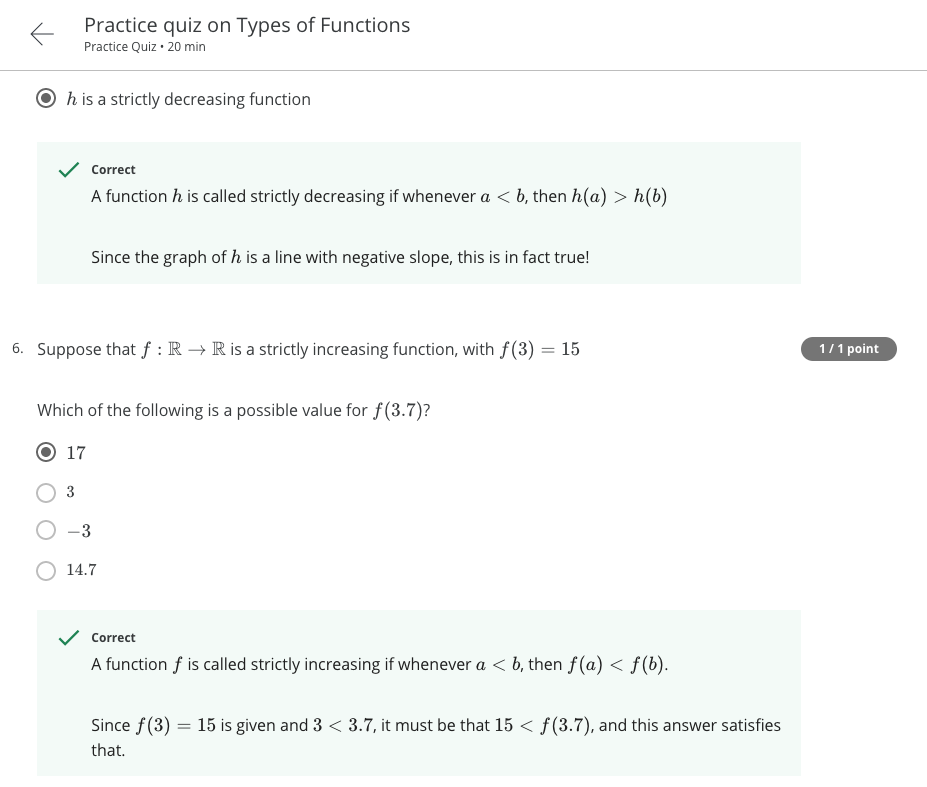 Practice quiz on Types of Functions
Practice Quiz • 20 min
h is a strictly decreasing function
Correct
A function h is called strictly decreasing if whenever a < b, then h(a) > h(b)
Since the graph of h is a line with negative slope, this is in fact true!
6. Suppose that f : ℝ → ℝ is a strictly increasing function, with f(3) = 15
1 / 1 point
Which of the following is a possible value for f(3.7)?
17
3
−3
14.7
Correct
A function f is called strictly increasing if whenever a < b, then f(a) < f(b).
Since f(3) = 15 is given and 3 < 3.7, it must be that 15 < f(3.7), and this answer satisfies
that.